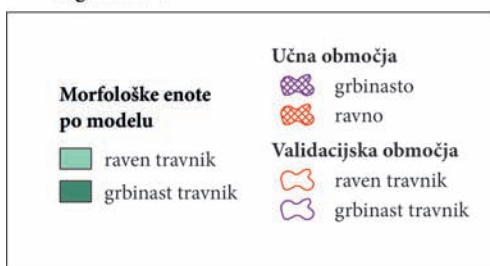 Morfološke enote
po modelu
raven travnik
grbinast travnik
Učna območja
grbinasto
ravno
Validacijska območja
raven travnik
grbinast travnik